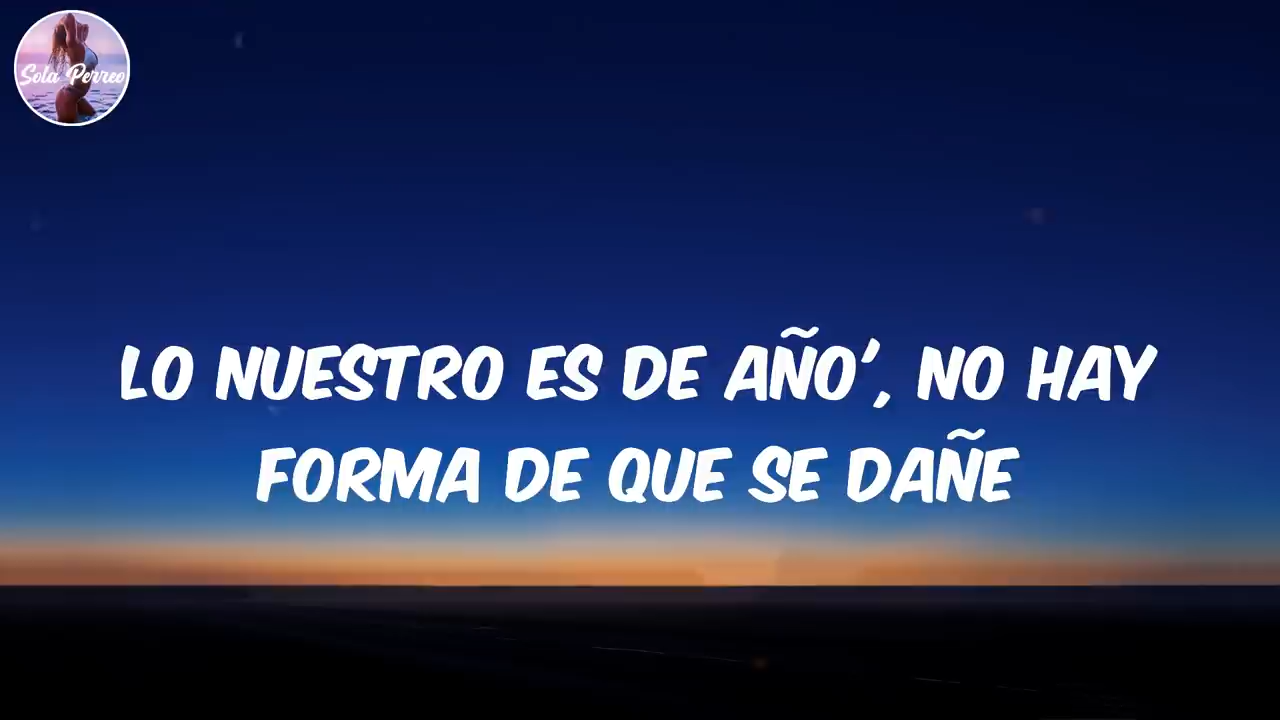 Sola Perreo
LO NUESTRO ES DE AÑO', NO HAY
FORMA DE QUE SE DAÑE